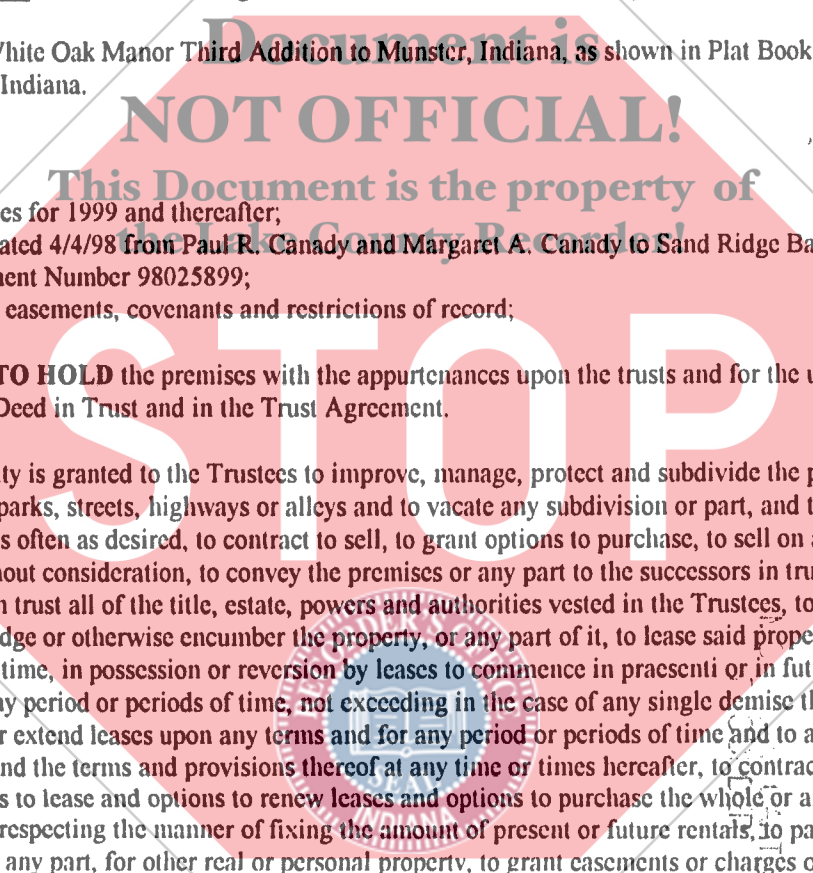 White Oak Manor Third Addition to Munster, Indiana, as shown in Plat Book
Indiana.
Document is
NOT OFFICIAL!
This Document is the property of
the Lake County Recorder!
es for 1999 and thereafter;
ated 4/4/98 from Paul R. Canady and Margaret A. Canady to Sand Ridge Ba
ent Number 98025899;
easements, covenants and restrictions of record;
STOP
TO HOLD the premises with the appurtenances upon the trusts and for the u
Deed in Trust and in the Trust Agreement.
ty is granted to the Trustees to improve, manage, protect and subdivide the p
parks, streets, highways or alleys and to vacate any subdivision or part, and t
s often as desired, to contract to sell, to grant options to purchase, to sell on a
hout consideration, to convey the premises or any part to the successors in tru
n trust all of the title, estate, powers and authorities vested in the Trustees, to
dge or otherwise encumber the property, or any part of it, to lease said prope
time, in possession or reversion by leases to commence in praesenti or in futu
ny period or periods of time, not exceeding in the case of any single demise th
r extend leases upon any terms and for any period or periods of time and to a
nd the terms and provisions thereof at any time or times hereafter, to contrac
s to lease and options to renew leases and options to purchase the whole or a
respecting the manner of fixing the amount of present or future rentals, to pa
any part, for other real or personal property, to grant easements or charges o
RECORDER'S OFFICE
SEAL
INDIANA